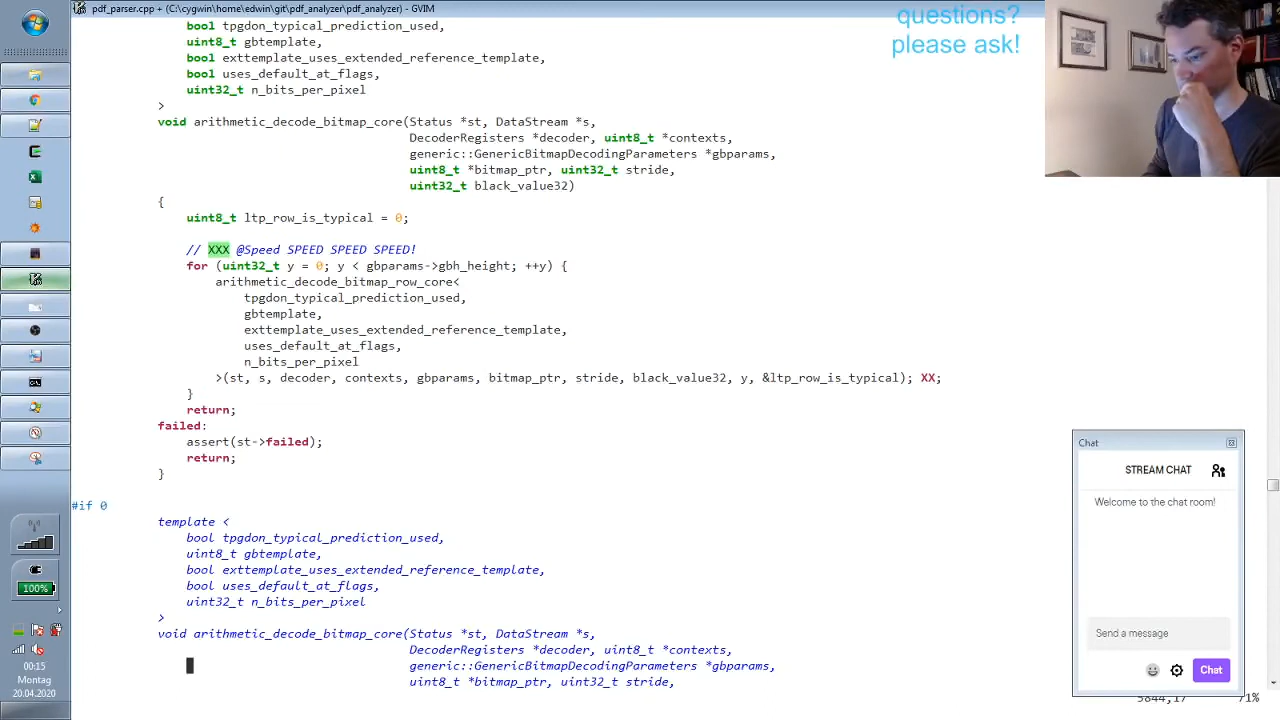 pdf_parser.cpp + (C:\cygwin\home\edwin\git\pdf_analyzer\pdf_analyzer) - GVIM
bool tpgdon_typical_prediction_used,
uint8_t gbtemplate,
bool exttemplate_uses_extended_reference_template,
bool uses_default_at_flags,
uint32_t n_bits_per_pixel
>
void arithmetic_decode_bitmap_core(Status *st, DataStream *s,
DecoderRegisters *decoder, uint8_t *contexts,
generic::GenericBitmapDecodingParameters *gbparams,
uint8_t *bitmap_ptr, uint32_t stride,
uint32_t black_value32)
{
uint8_t ltp_row_is_typical = 0;
// XXX @Speed SPEED SPEED SPEED!
for (uint32_t y = 0; y < gbparams->gbh_height; ++y) {
arithmetic_decode_bitmap_row_core<
tpgdon_typical_prediction_used,
gbtemplate,
exttemplate_uses_extended_reference_template,
uses_default_at_flags,
n_bits_per_pixel
>(st, s, decoder, contexts, gbparams, bitmap_ptr, stride, black_value32, y, &ltp_row_is_typical); XX;
}
return;
failed:
assert(st->failed);
return;
}
#if 0
template <
bool tpgdon_typical_prediction_used,
uint8_t gbtemplate,
bool exttemplate_uses_extended_reference_template,
bool uses_default_at_flags,
uint32_t n_bits_per_pixel
>
void arithmetic_decode_bitmap_core(Status *st, DataStream *s,
DecoderRegisters *decoder, uint8_t *contexts,
generic::GenericBitmapDecodingParameters *gbparams,
uint8_t *bitmap_ptr, uint32_t stride,
5844,17 71%
questions?
please ask!
Chat
STREAM CHAT
Welcome to the chat room!
Send a message
Chat
100%
00:15
Montag
20.04.2020